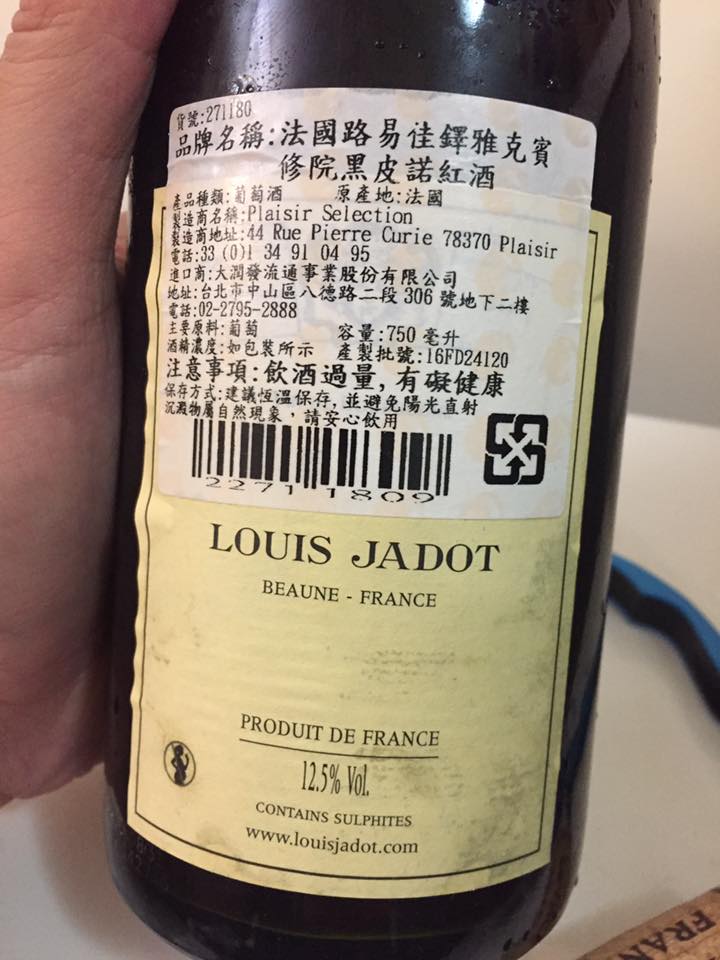 貨號:271180
品牌名稱:法國路易佳鐸雅克賓
修院黑皮諾紅酒
產品種類:葡萄酒 原產地:法國
製造商名稱:Plaisir Selection
製造商地址:44 Rue Pierre Curie 78370 Plaisir
電話:33 (0)1 34 91 04 95
進口商:大潤發流通事業股份有限公司
地址:台北市中山區八德路二段 306 號地下二樓
電話:02-2795-2888
主要原料:葡萄 容量:750 毫升
酒精濃度:如包裝所示 產製批號:16FD24120
注意事項:飲酒過量,有礙健康
保存方式:建議恆溫保存,並避免陽光直射
沉澱物屬自然現象,請安心飲用
2271 1809
LOUIS JADOT
BEAUNE - FRANCE
PRODUIT DE FRANCE
12.5% Vol.
CONTAINS SULPHITES
www.louisjadot.com
FRAN